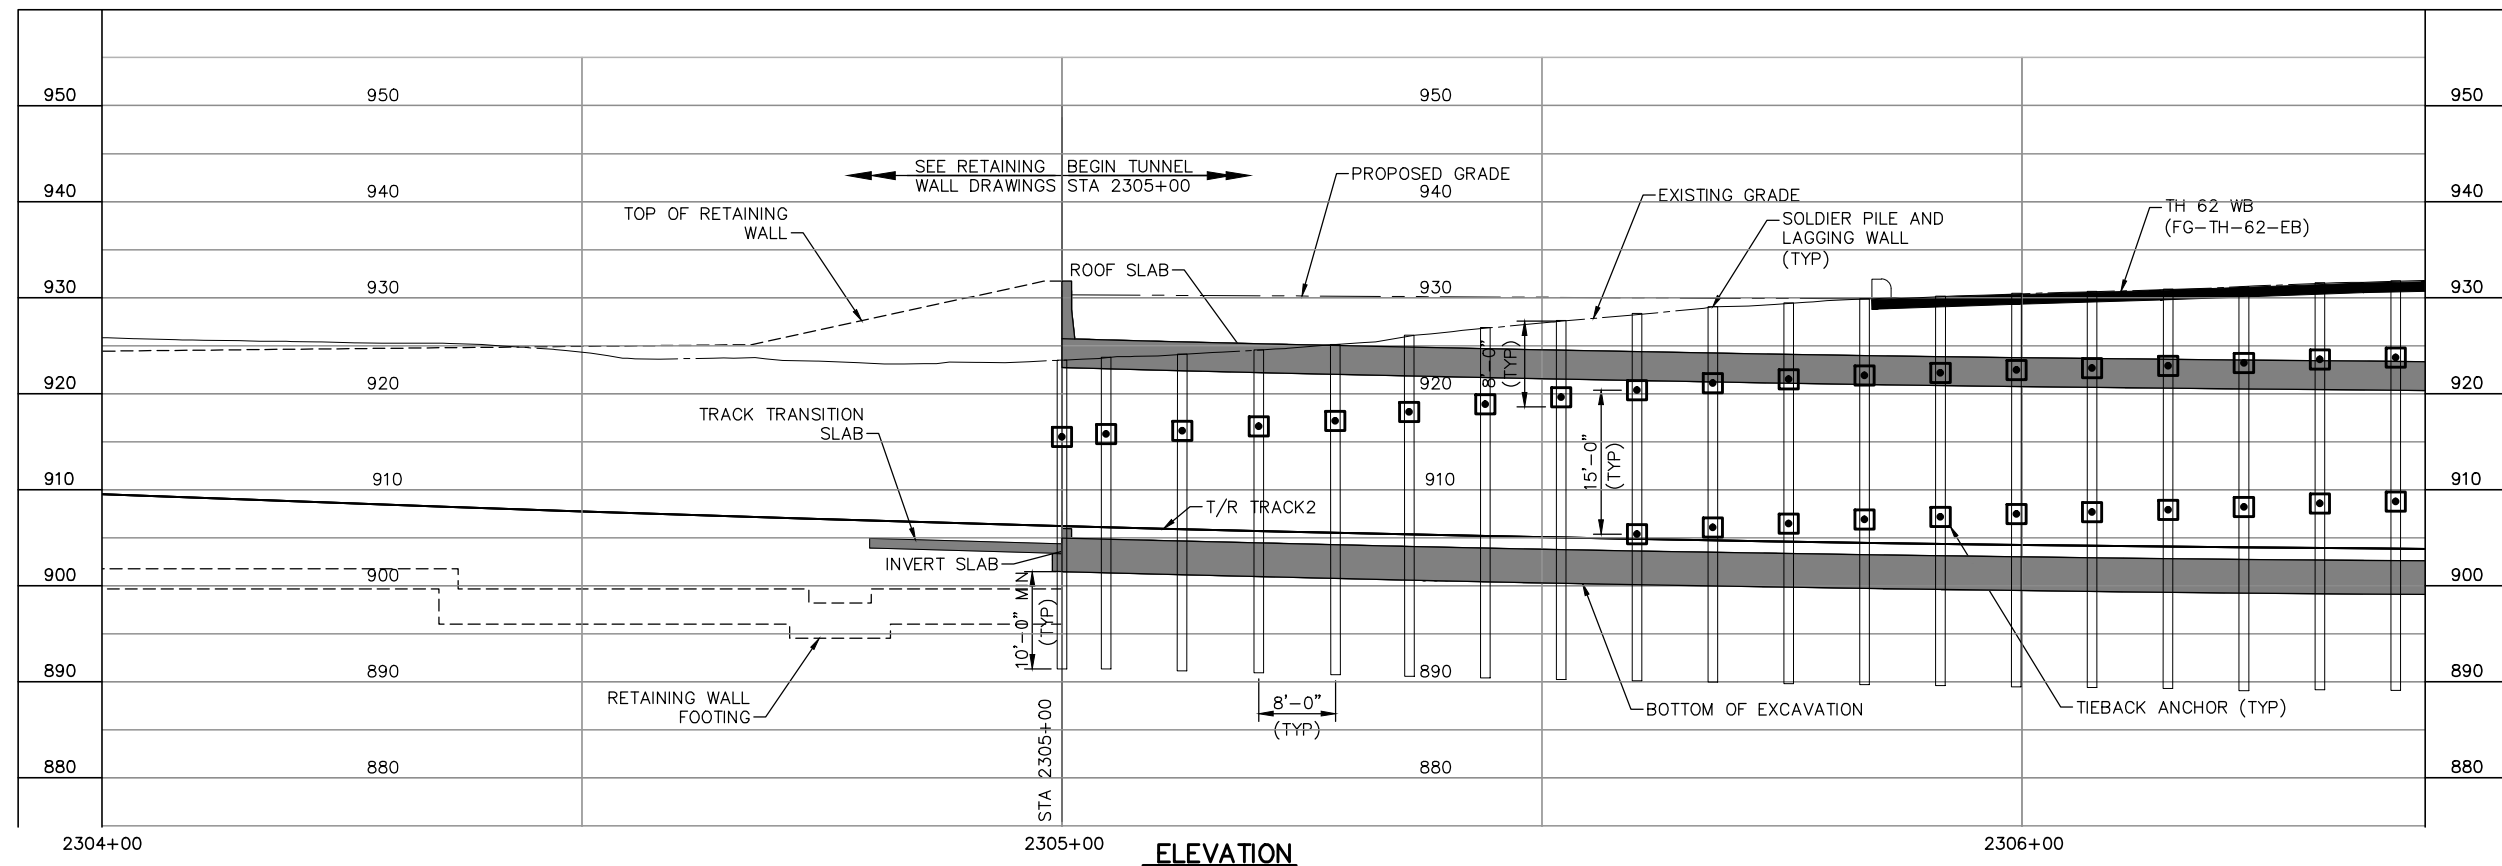 950
950
950
950
SEE RETAINING
WALL DRAWINGS
BEGIN TUNNEL
STA 2305+00
PROPOSED GRADE
940
940
940
940
EXISTING GRADE
TOP OF RETAINING
WALL
SOLDIER PILE AND
LAGGING WALL
(TYP)
TH 62 WB
(FG-TH-62-EB)
ROOF SLAB
930
930
930
930
8'-0"
(TYP)
920
920
920
920
TRACK TRANSITION
SLAB
15'-0"
(TYP)
910
910
910
910
T/R TRACK2
INVERT SLAB
900
900
900
900
10'-0" MIN
(TYP)
890
890
890
890
RETAINING WALL
FOOTING
8'-0"
(TYP)
BOTTOM OF EXCAVATION
TIEBACK ANCHOR (TYP)
STA 2305+00
880
880
880
880
2304+00
2305+00
2306+00
ELEVATION